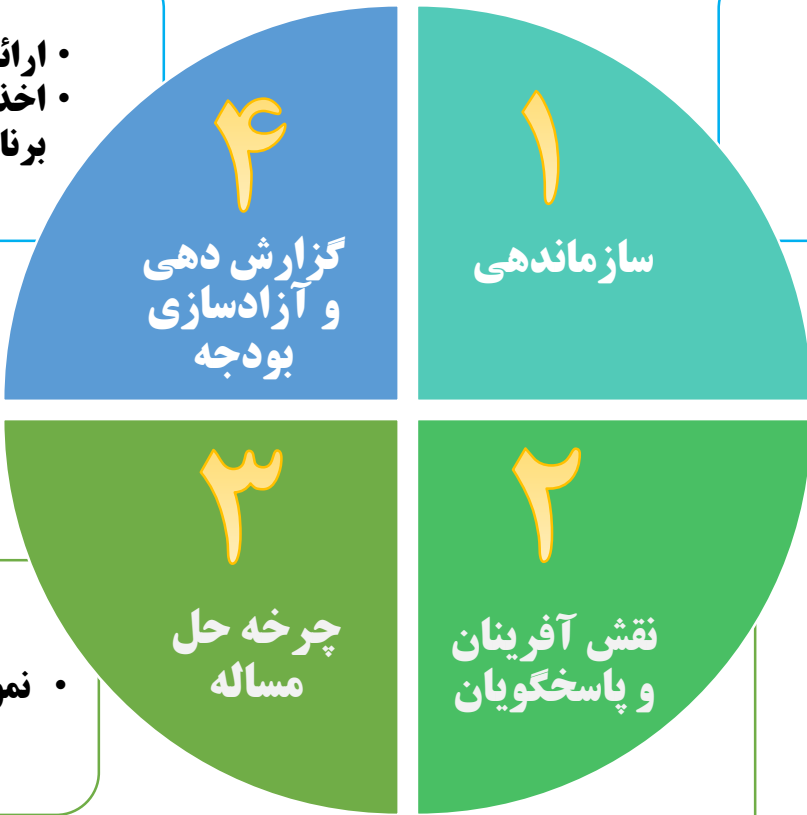 ۱
سازماندهی
۲
نقش آفرینان
و پاسخگویان
۳
چرخه حل
مساله
۴
گزارش دهی
و آزادسازی
بودجه